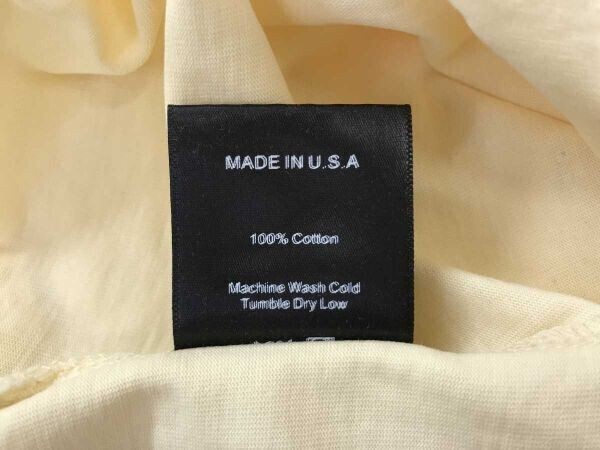 MADE IN U.S.A
100% Cotton
Machine Wash Cold
Tumble Dry Low